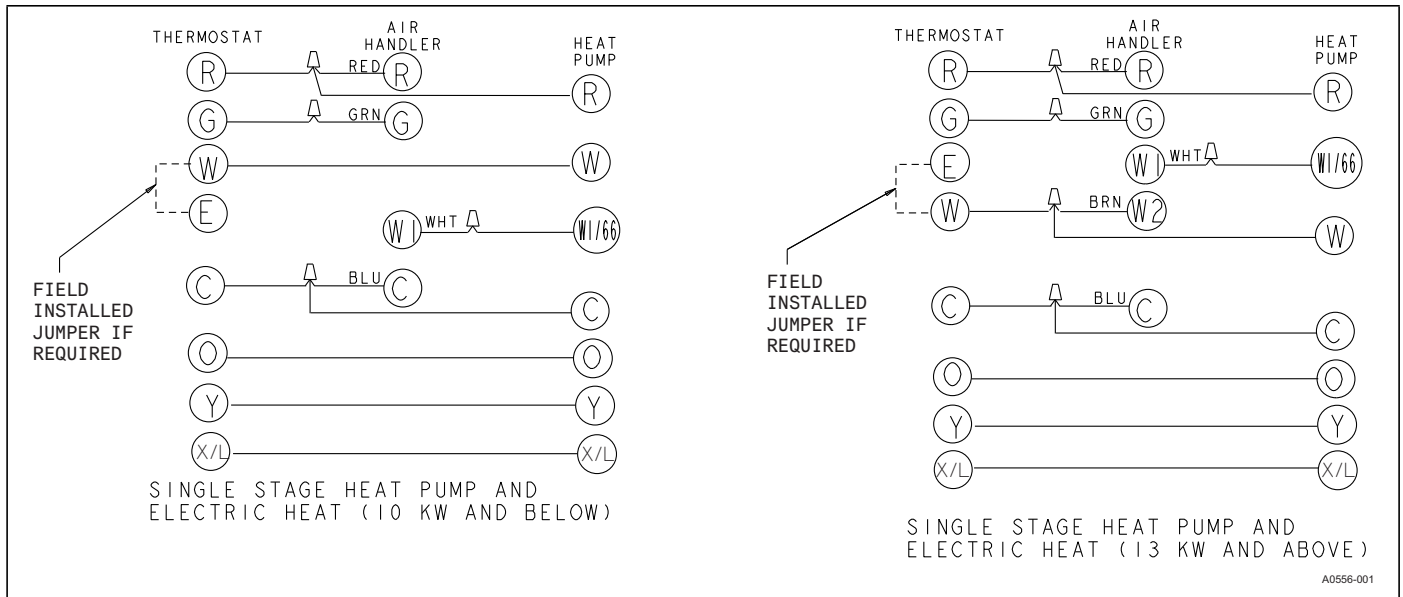 THERMOSTAT
AIR
HANDLER
HEAT
PUMP
R
RED
R
R
G
GRN
G
W
W
E
W1
WHT
W1/66
C
BLU
C
C
O
O
Y
Y
X/L
X/L
FIELD
INSTALLED
JUMPER IF
REQUIRED
SINGLE STAGE HEAT PUMP AND
ELECTRIC HEAT (10 KW AND BELOW)
THERMOSTAT
AIR
HANDLER
HEAT
PUMP
R
RED
R
R
G
GRN
G
E
W1
WHT
W1/66
W
BRN
W2
W
C
BLU
C
C
O
O
Y
Y
X/L
X/L
FIELD
INSTALLED
JUMPER IF
REQUIRED
SINGLE STAGE HEAT PUMP AND
ELECTRIC HEAT (13 KW AND ABOVE)
A0556-001